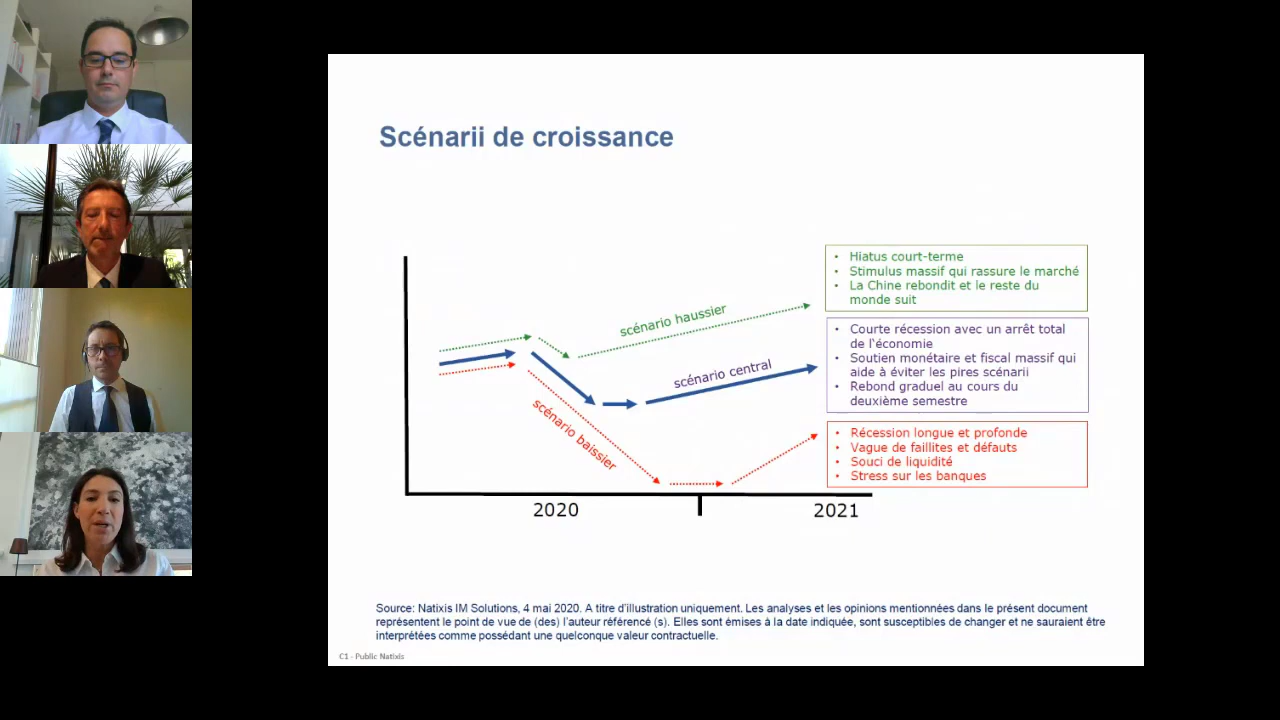 Scénarii de croissance
• Hiatus court-terme
• Stimulus massif qui rassure le marché
• La Chine rebondit et le reste du
monde suit
scénario haussier
• Courte récession avec un arrêt total
de l'économie
• Soutien monétaire et fiscal massif qui
aide à éviter les pires scénarii
• Rebond graduel au cours du
deuxième semestre
scénario central
scénario baissier
• Récession longue et profonde
• Vague de faillites et défauts
• Souci de liquidité
• Stress sur les banques
2020
2021
Source: Natixis IM Solutions, 4 mai 2020. A titre d'illustration uniquement. Les analyses et les opinions mentionnées dans le présent document
représentent le point de vue de (des) l'auteur référencé (s). Elles sont émises à la date indiquée, sont susceptibles de changer et ne sauraient être
interprétées comme possédant une quelconque valeur contractuelle.
C1 - Public Natixis